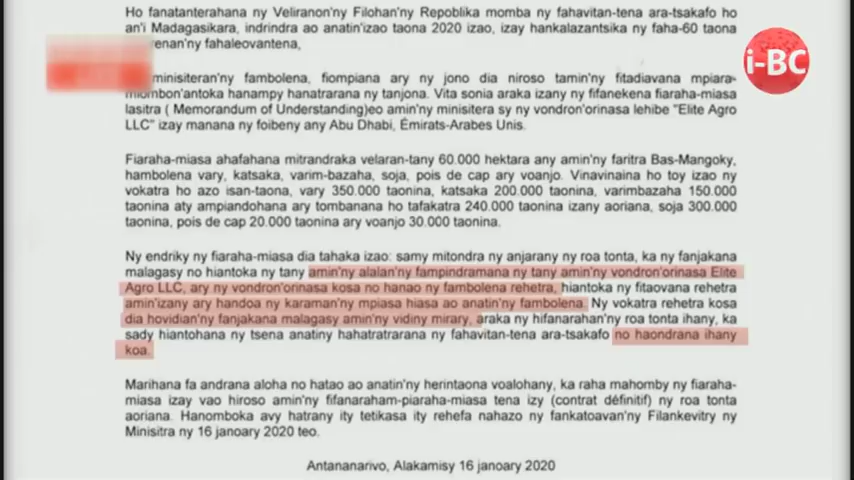 Ho fanatanterahana ny Veliranon'ny Filohan'ny Repoblika momba ny fahavitan-tena ara-tsakafo ho
an'i Madagasikara, indrindra ao anatin'izao taona 2020 izao, izay hankalazantsika ny faha-60 taona
i-BC
minisiteran'ny fambolena, fiompiana ary ny jono dia niroso tamin'ny fitadiavana mpiara-
hanampy hanatrarana ny tanjona. Vita sonia araka izany ny fifanekena fiaraha-miasa
lasitra ( Memorandum of Understanding)eo amin'ny minisitera sy ny vondron'orinasa lehibe "Elite Agro
LLC" izay manana ny foibeny any Abu Dhabi, Émirats-Arabes Unis.
Fiaraha-miasa ahafahana mitrandraka velaran-tany 60.000 hektara any amin'ny faritra Bas-Mangoky,
hambolena vary, katsaka, varim-bazaha, soja, pois de cap ary voanjo. Vinavinaina ho toy izao ny
vokatra ho azo isan-taona, vary 350.000 taonina, katsaka 200.000 taonina, varimbazaha 150.000
taonina aty ampiandohana ary tombanana ho tafakatra 240.000 taonina izany aoriana, soja 300.000
taonina, pois de cap 20.000 taonina ary voanjo 30.000 taonina.
Ny endriky ny fiaraha-miasa dia tahaka izao: samy mitondra ny anjarany ny roa tonta, ka ny fanjakana
malagasy no hiantoka ny tany amin'ny alalan'ny fampindramana ny tany amin'ny vondron'orinasa Elite
Agro LLC, ary ny vondron'orinasa kosa no hanao ny fambolena rehetra, hiantoka ny fitaovana rehetra
amin'izany ary handoa ny karaman'ny mpiasa hiasa ao anatin'ny fambolena. Ny vokatra rehetra kosa
dia hovidian'ny fanjakana malagasy amin'ny vidiny mirary, araka ny hifanarahan'ny roa tonta ihany, ka
sady hiantohana ny tsena anatiny hahatratrarana ny fahavitan-tena ara-tsakafo no haondrana ihany
koa.
Marihana fa andrana aloha no hatao ao anatin'ny herintaona voalohany, ka raha mahomby ny fiaraha-
miasa izay vao hiroso amin'ny fifanaraham-piaraha-miasa tena izy (contrat définitif) ny roa tonta
aoriana. Hanomboka avy hatrany ity tetikasa ity rehefa nahazo ny fankatoavan'ny Filankevitry ny
Minisitra ny 16 janoary 2020 teo.
Antananarivo, Alakamisy 16 janoary 2020